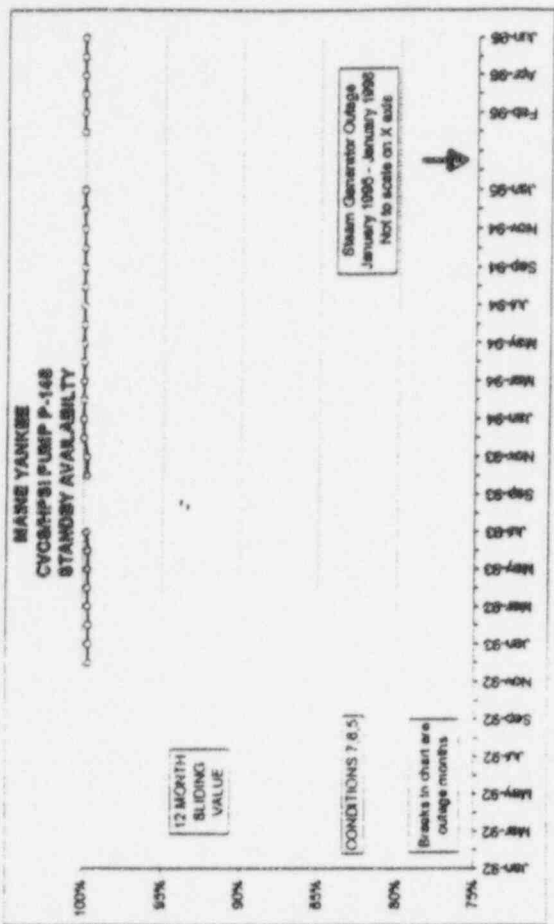 MAINE YANKEE
CVCS/HPSI PUMP P-14S
STANDBY AVAILABILTY
100%
95%
90%
85%
80%
75%
12 MONTH
SLIDING
VALUE
CONDITIONS 7,6,5
Breaks in chart are
outage months
Steam Generator Outage
January 1995 - January 1996
Not to scale on X axis
Jan-92
Mar-92
May-92
Jul-92
Sep-92
Nov-92
Jan-93
Mar-93
May-93
Jul-93
Sep-93
Nov-93
Jan-94
Mar-94
May-94
Jul-94
Sep-94
Nov-94
Jan-95
Feb-96
Apr-96
Jun-96